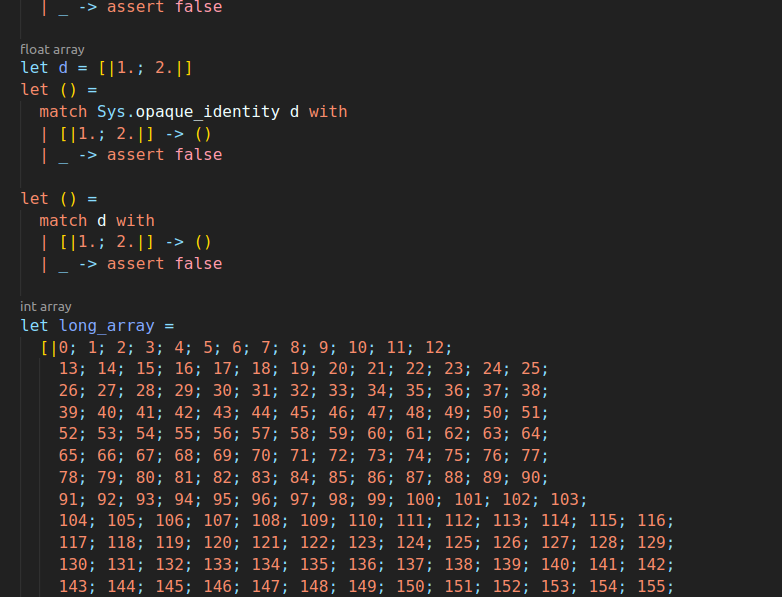 | _ -> assert false
float array
let d = [|1.; 2.|]
let () =
match Sys.opaque_identity d with
| [|1.; 2.|] -> ()
| _ -> assert false
let () =
match d with
| [|1.; 2.|] -> ()
| _ -> assert false
int array
let long_array =
[|0; 1; 2; 3; 4; 5; 6; 7; 8; 9; 10; 11; 12;
13; 14; 15; 16; 17; 18; 19; 20; 21; 22; 23; 24; 25;
26; 27; 28; 29; 30; 31; 32; 33; 34; 35; 36; 37; 38;
39; 40; 41; 42; 43; 44; 45; 46; 47; 48; 49; 50; 51;
52; 53; 54; 55; 56; 57; 58; 59; 60; 61; 62; 63; 64;
65; 66; 67; 68; 69; 70; 71; 72; 73; 74; 75; 76; 77;
78; 79; 80; 81; 82; 83; 84; 85; 86; 87; 88; 89; 90;
91; 92; 93; 94; 95; 96; 97; 98; 99; 100; 101; 102; 103;
104; 105; 106; 107; 108; 109; 110; 111; 112; 113; 114; 115; 116;
117; 118; 119; 120; 121; 122; 123; 124; 125; 126; 127; 128; 129;
130; 131; 132; 133; 134; 135; 136; 137; 138; 139; 140; 141; 142;
143; 144; 145; 146; 147; 148; 149; 150; 151; 152; 153; 154; 155;